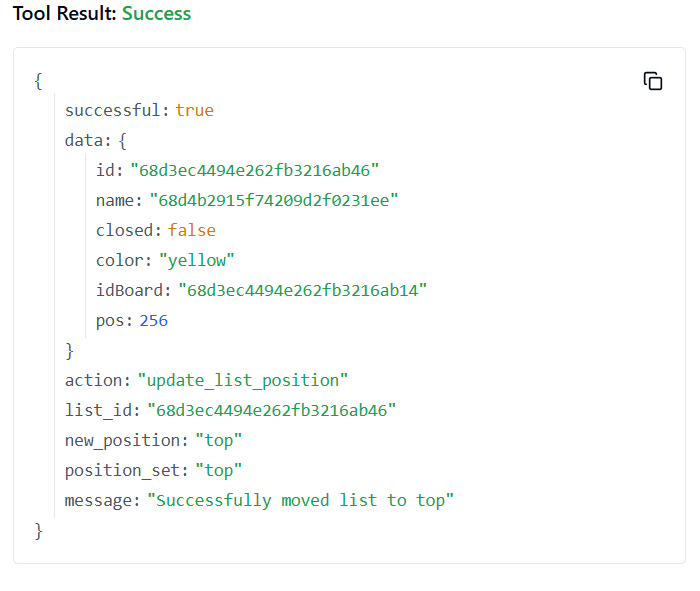 Tool Result: Success
{
successful: true
data: {
id: "68d3ec4494e262fb3216ab46"
name: "68d4b2915f74209d2f0231ee"
closed: false
color: "yellow"
idBoard: "68d3ec4494e262fb3216ab14"
pos: 256
}
action: "update_list_position"
list_id: "68d3ec4494e262fb3216ab46"
new_position: "top"
position_set: "top"
message: "Successfully moved list to top"
}